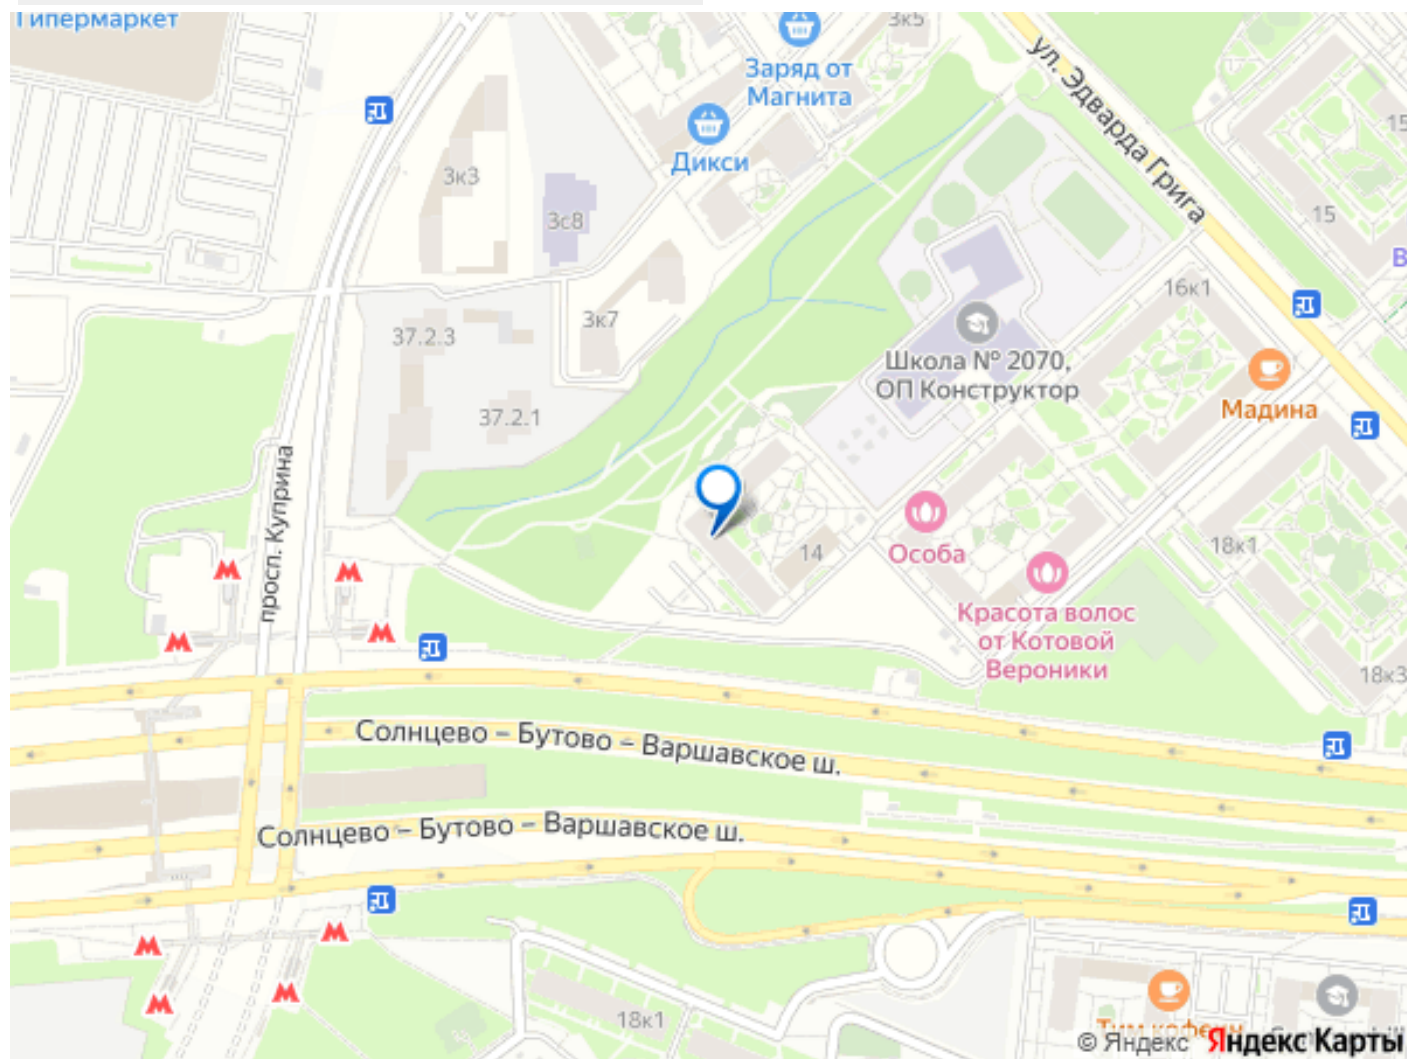 Гипермаркет
3к5
Заряд от
Магнита
ул. Эдварда Грига
Дикси
3к3
3с8
15
15
В
16к1
37.2.3
3к7
Школа № 2070,
ОП Конструктор
Мадина
37.2.1
просп. Куприна
Особа
14
18к1
Красота волос
от Котовой
Вероники
18к3
Солнцево – Бутово – Варшавское ш.
Солнцево – Бутово – Варшавское ш.
18к1
Тим кофеин
© Яндекс Яндекс Карты